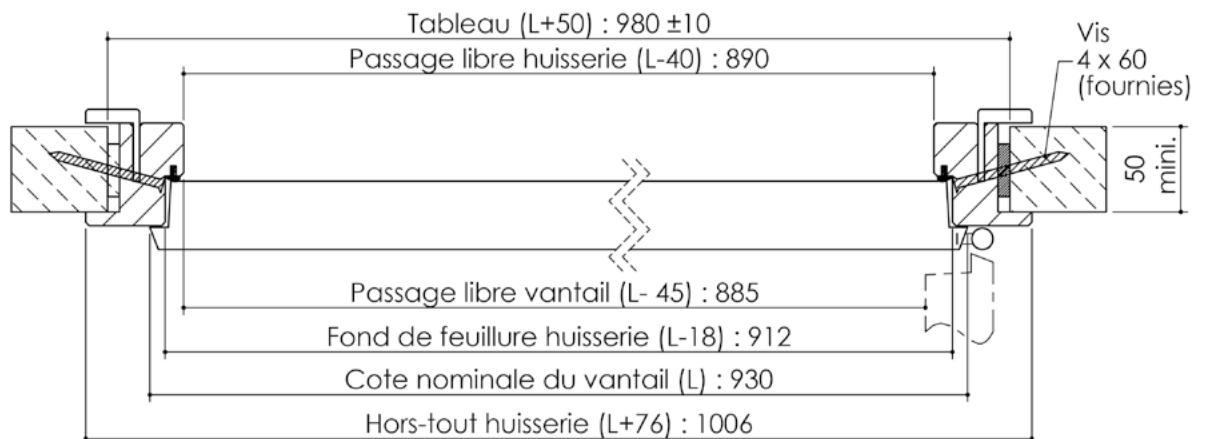 Tableau (L+50) : 980 ±10
Passage libre huisserie (L-40) : 890
Vis
4 x 60
(fournies)
50
mini.
Passage libre vantail (L- 45) : 885
Fond de feuillure huisserie (L-18) : 912
Cote nominale du vantail (L) : 930
Hors-tout huisserie (L+76) : 1006